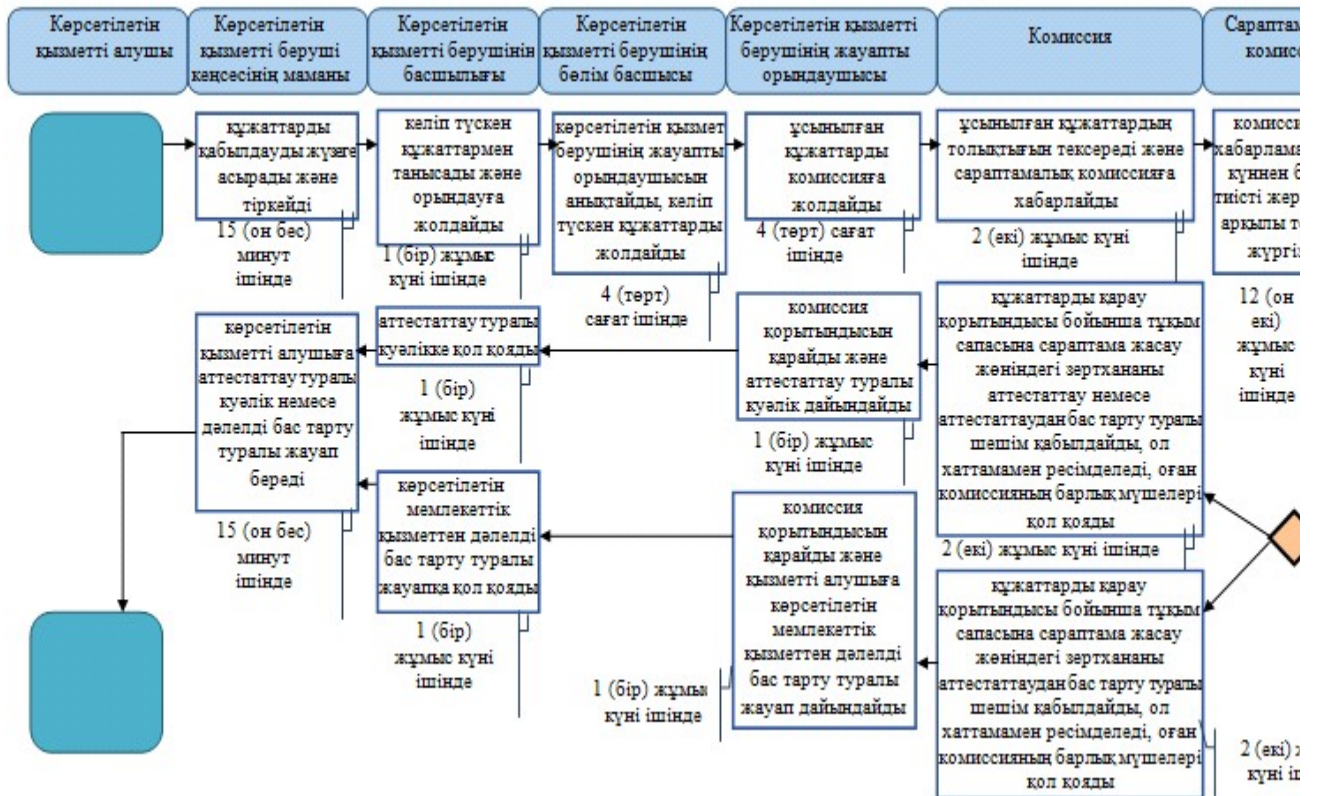 Көрсетілетін
қызметті алушы
Көрсетілетін
қызметті беруші
кеңсесінің маманы
Көрсетілетін
қызметті берушінің
басшылығы
Көрсетілетін
қызметті берушінің
бөлім басшысы
Көрсетілетін қызметті
берушінің жауапты
орындаушысы
Комиссия
құжаттарды
қабылдауды жүзеге
асырады және
тіркейді
15 (он бес)
минут
ішінде
келіп түскен
құжаттармен
танысады және
орындауға
жолдайды
1 (бір) жұмыс
күні ішінде
көрсетілетін қызмет
берушінің жауапты
орындаушысын
анықтайды, келіп
түскен құжаттарды
жолдайды
4 (төрт)
сағат ішінде
ұсынылған
құжаттарды
комиссияға
жолдайды
4 (төрт) сағат
ішінде
ұсынылған құжаттардың
толықтығын тексереді және
сараптамалық комиссияға
хабарлайды
2 (екі) жұмыс күні
ішінде
күннен
арқылы
12 (он
екі)
жұмыс
күні
ішінде
көрсетілетін
қызметті алушыға
аттестаттау туралы
куәлік немесе
дәлелді бас тарту
туралы жауап
береді
15 (он бес)
минут
ішінде
аттестаттау туралы
куәлікке қол қояды
1 (бір)
жұмыс күні
ішінде
комиссия
қорытындысын
қарайды және
аттестаттау туралы
куәлік дайындайды
1 (бір) жұмыс
күні ішінде
құжаттарды қарау
қорытындысы бойынша тұқым
сапасына сараптама жасау
жөніндегі зертхананы
аттестаттау немесе
аттестаттаудан бас тарту туралы
шешім қабылдайды, ол
хаттамамен ресімделеді, оған
комиссияның барлық мүшелері
қол қояды
2 (екі) жұмыс күні ішінде
көрсетілетін
мемлекеттік
қызметтен дәлелді
бас тарту туралы
жауапқа қол қояды
1 (бір)
жұмыс күні
ішінде
комиссия
қорытындысын
қарайды және
қызметті алушыға
көрсетілетін
мемлекеттік
қызметтен дәлелді
бас тарту туралы
жауап дайындайды
1 (бір) жұмыс
күні ішінде
құжаттарды қарау
қорытындысы бойынша тұқым
сапасына сараптама жасау
жөніндегі зертхананы
аттестаттаудан бас тарту туралы
шешім қабылдайды, ол
хаттамамен ресімделеді, оған
комиссияның барлық мүшелері
қол қояды
2 (екі)
күні